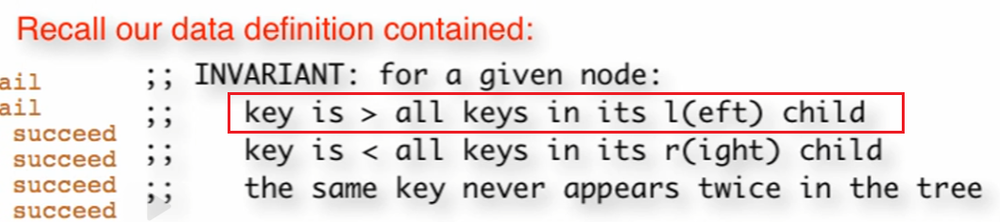 Recall our data definition contained:
ail ;; INVARIANT: for a given node:
ail ;; key is > all keys in its l(eft) child
succeed
succeed ;; key is < all keys in its r(ight) child
succeed ;; the same key never appears twice in the tree
succeed